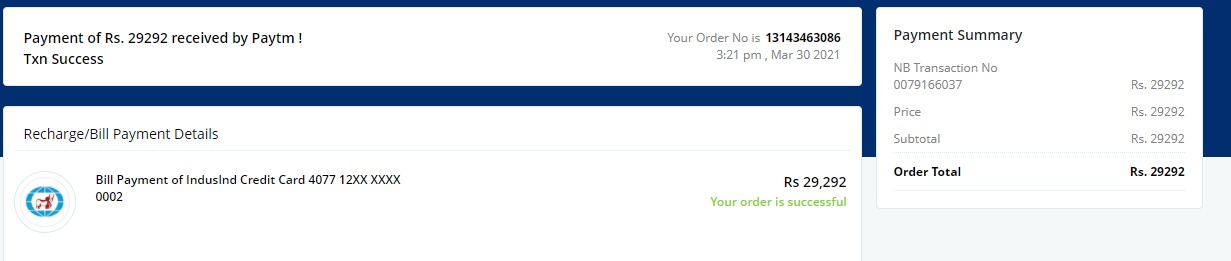 Payment of Rs. 29292 received by Paytm !
Txn Success
Your Order No is 13143463086
3:21 pm , Mar 30 2021
Recharge/Bill Payment Details
Bill Payment of IndusInd Credit Card 4077 12XX XXXX
0002
Rs 29,292
Your order is successful
Payment Summary
NB Transaction No
0079166037 Rs. 29292
Price Rs. 29292
Subtotal Rs. 29292
Order Total Rs. 29292